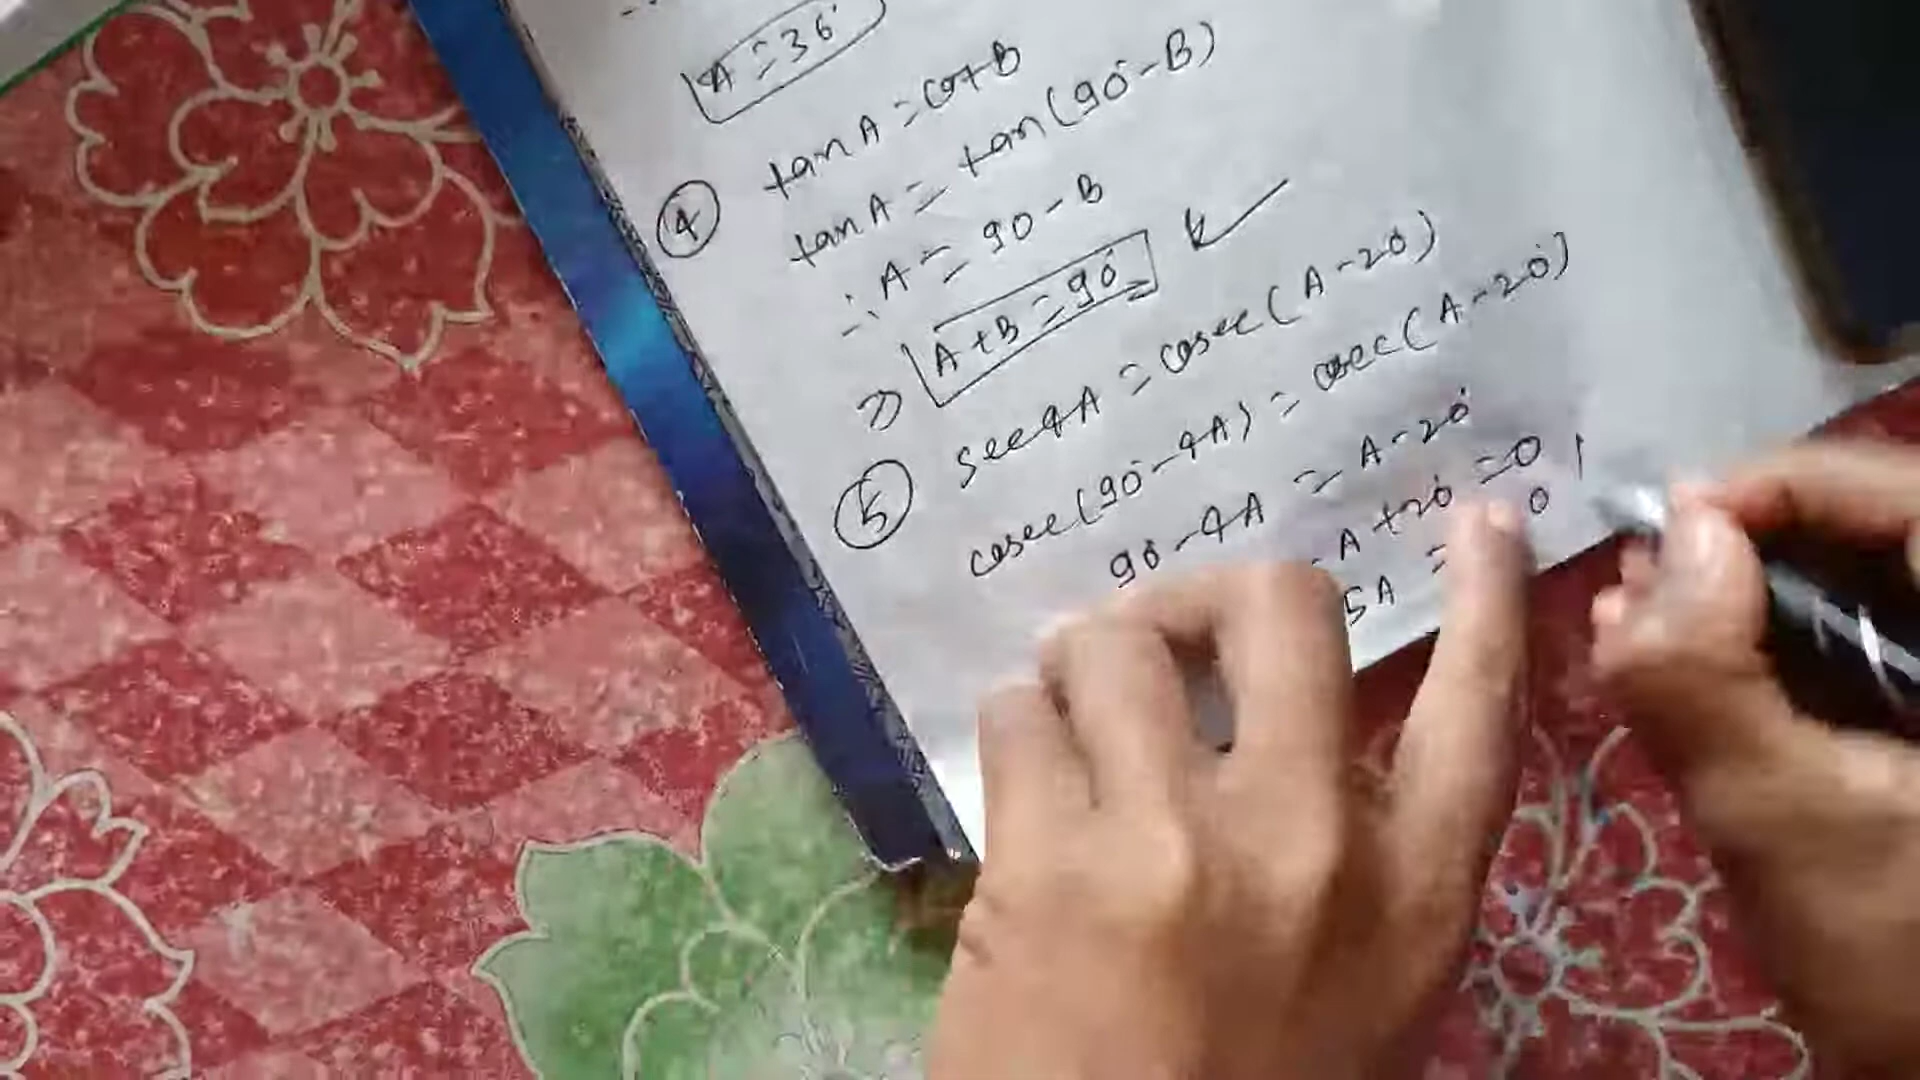 A = 36°
④ tan A = cot B
tan A = tan (90° - B)
∴ A = 90 - B
⇒ A + B = 90°
⑤ sec 4A = cosec (A - 20°)
cosec (90° - 4A) = cosec (A - 20°)
90° - 4A = A - 20°
- A + 20° = 0
5A = 0